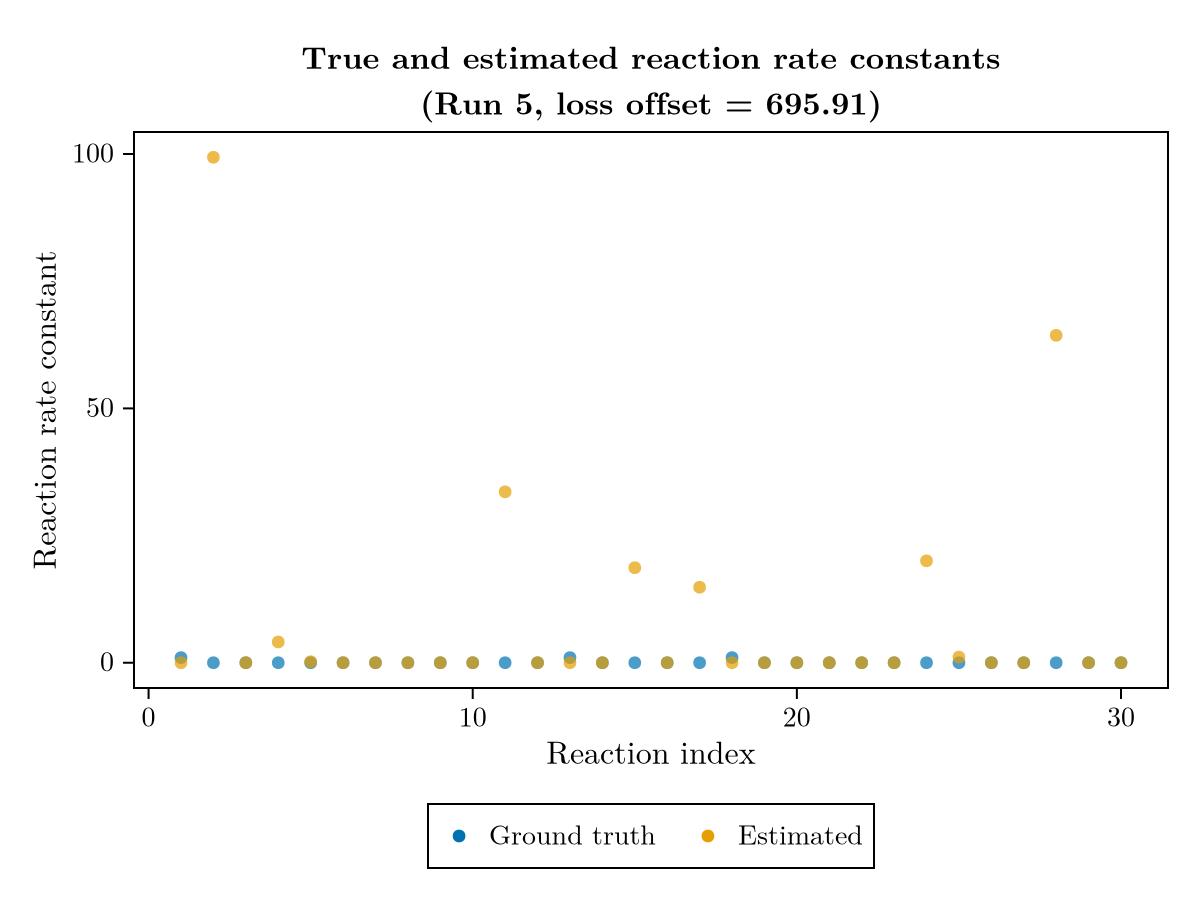 True and estimated reaction rate constants
(Run 5, loss offset = 695.91)
100
50
0
Reaction rate constant
0 10 20 30
Reaction index
Ground truth Estimated